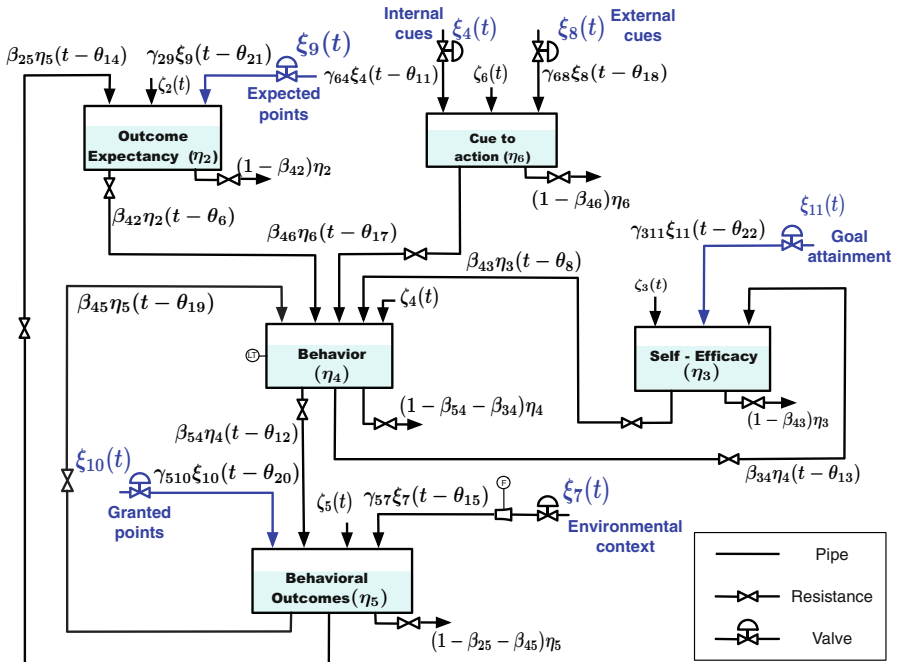 Internal
cues
ξ₄(t)
ξ₈(t)
External
cues
β₂₅η₅(t − θ₁₄)
γ₂₉ξ₉(t − θ₂₁)
ξ₉(t)
ζ₂(t)
Expected
points
γ₆₄ξ₄(t − θ₁₁)
ζ₆(t)
γ₆₈ξ₈(t − θ₁₈)
Outcome
Expectancy (η₂)
(1 − β₄₂)η₂
Cue to
action (η₆)
(1 − β₄₆)η₆
β₄₂η₂(t − θ₆)
β₄₆η₆(t − θ₁₇)
β₄₃η₃(t − θ₈)
γ₃₁₁ξ₁₁(t − θ₂₂)
ξ₁₁(t)
Goal
attainment
β₄₅η₅(t − θ₁₉)
ζ₄(t)
ζ₃(t)
LT
Behavior
(η₄)
Self - Efficacy
(η₃)
(1 − β₅₄ − β₃₄)η₄
(1 − β₄₃)η₃
β₅₄η₄(t − θ₁₂)
β₃₄η₄(t − θ₁₃)
ξ₁₀(t)
γ₅₁₀ξ₁₀(t − θ₂₀)
Granted
points
ζ₅(t)
γ₅₇ξ₇(t − θ₁₅)
F
ξ₇(t)
Environmental
context
Behavioral
Outcomes(η₅)
(1 − β₂₅ − β₄₅)η₅
Pipe
Resistance
Valve